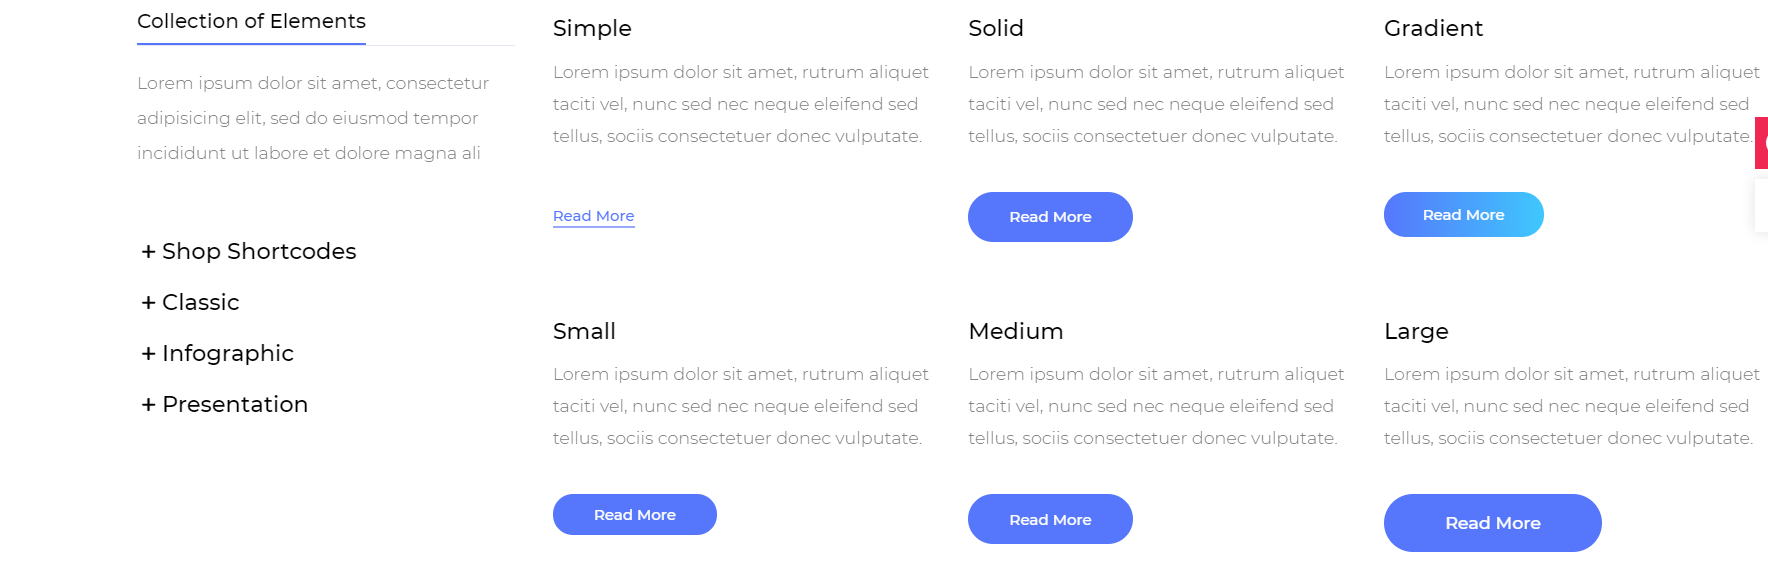 Collection of Elements
Lorem ipsum dolor sit amet, consectetur
adipisicing elit, sed do eiusmod tempor
incididunt ut labore et dolore magna ali
+ Shop Shortcodes
+ Classic
+ Infographic
+ Presentation
Simple
Lorem ipsum dolor sit amet, rutrum aliquet
taciti vel, nunc sed nec neque eleifend sed
tellus, sociis consectetuer donec vulputate.
Read More
Solid
Lorem ipsum dolor sit amet, rutrum aliquet
taciti vel, nunc sed nec neque eleifend sed
tellus, sociis consectetuer donec vulputate.
Read More
Gradient
Lorem ipsum dolor sit amet, rutrum aliquet
taciti vel, nunc sed nec neque eleifend sed
tellus, sociis consectetuer donec vulputate.
Read More
Small
Lorem ipsum dolor sit amet, rutrum aliquet
taciti vel, nunc sed nec neque eleifend sed
tellus, sociis consectetuer donec vulputate.
Read More
Medium
Lorem ipsum dolor sit amet, rutrum aliquet
taciti vel, nunc sed nec neque eleifend sed
tellus, sociis consectetuer donec vulputate.
Read More
Large
Lorem ipsum dolor sit amet, rutrum aliquet
taciti vel, nunc sed nec neque eleifend sed
tellus, sociis consectetuer donec vulputate.
Read More